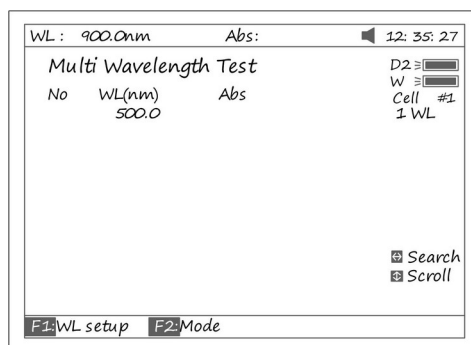 WL: 900.0nm Abs: 12: 35: 27
Multi Wavelength Test
D2
W
No WL(nm) Abs Cell #1
500.0 1 WL
Search
Scroll
F1:WL setup F2:Mode